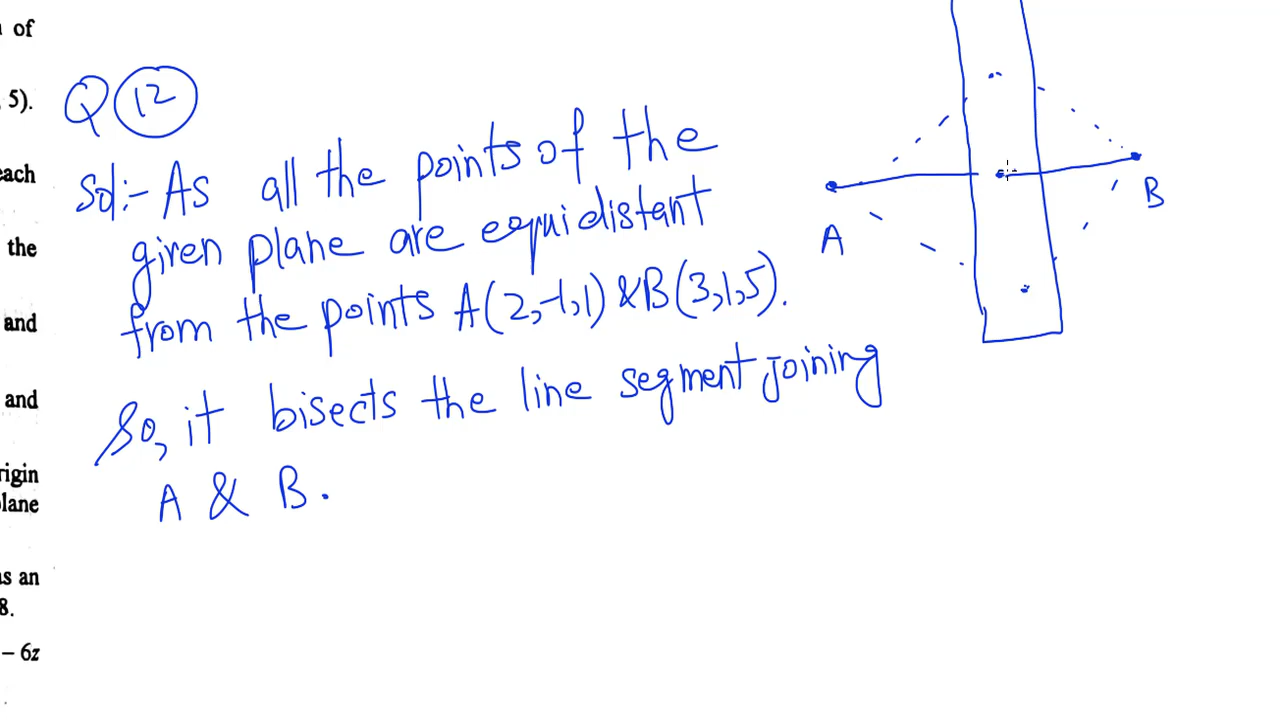 n of
5).
each
the
and
and
rigin
plane
as an
8.
– 6z
Q 12
Sol:- As all the points of the
given plane are equidistant
from the points A(2,-1,1) & B(3,1,5).
So, it bisects the line segment joining
A & B.
A
B